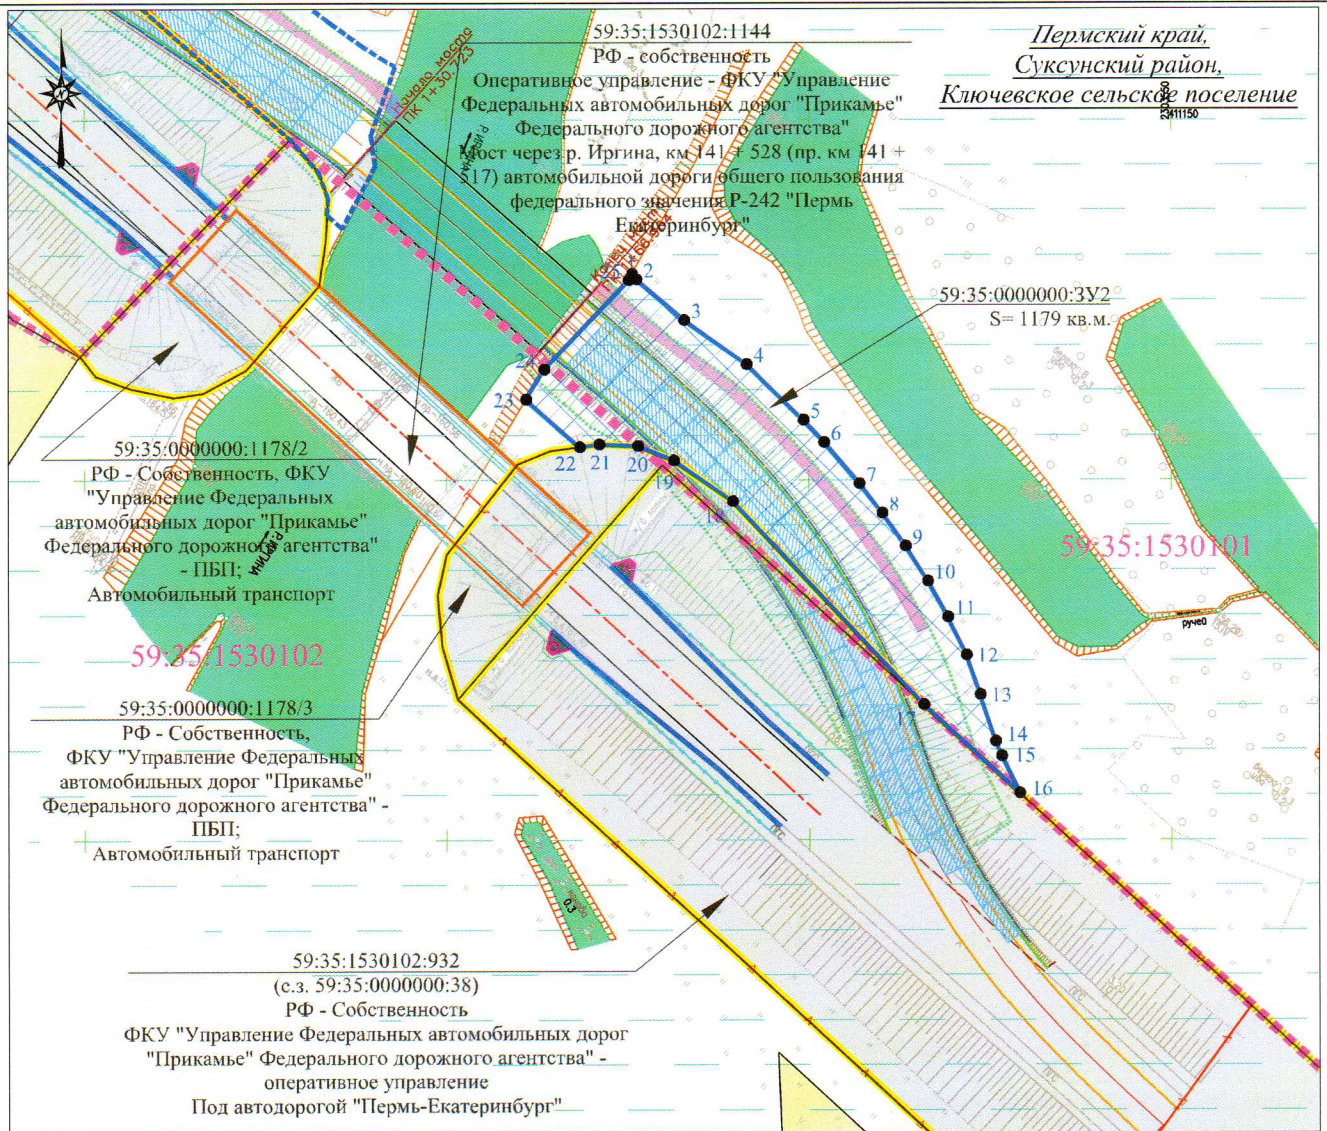 Пермский край,
Суксунский район,
Ключевское сельское поселение
59:35:1530102:1144
РФ - собственность
Оперативное управление - ФКУ "Управление
Федеральных автомобильных дорог "Прикамье"
Федерального дорожного агентства"
Мост через р. Иргина, км 141 + 528 (пр. км 141 +
517) автомобильной дороги общего пользования
федерального значения Р-242 "Пермь
Екатеринбург"
Начало моста
ПК 1+30.723
59:35:0000000:ЗУ2
S= 1179 кв.м.
2
3
4
5
6
7
8
9
10
11
12
13
14
15
16
17
18
19
20
21
22
23
24
59:35:0000000:1178/2
РФ - Собственность, ФКУ
"Управление Федеральных
автомобильных дорог "Прикамье"
Федерального дорожного агентства"
- ПБП;
Автомобильный транспорт
59:35:1530101
ручей
59:35:1530102
59:35:0000000:1178/3
РФ - Собственность,
ФКУ "Управление Федеральных
автомобильных дорог "Прикамье"
Федерального дорожного агентства" -
ПБП;
Автомобильный транспорт
0.3
59:35:1530102:932
(с.з. 59:35:0000000:38)
РФ - Собственность
ФКУ "Управление Федеральных автомобильных дорог
"Прикамье" Федерального дорожного агентства" -
оперативное управление
Под автодорогой "Пермь-Екатеринбург"